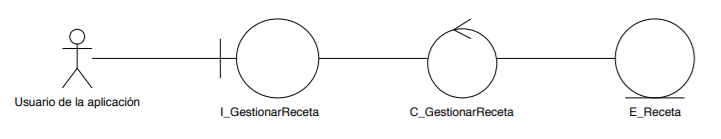 Usuario de la aplicación
I_GestionarReceta
C_GestionarReceta
E_Receta